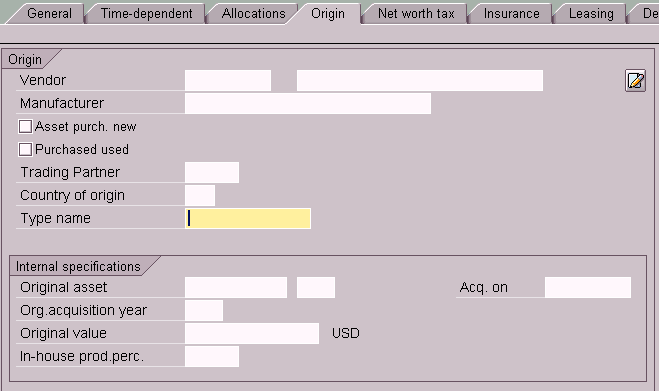 General Time-dependent Allocations Origin Net worth tax Insurance Leasing De
Origin
Vendor
Manufacturer
Asset purch. new
Purchased used
Trading Partner
Country of origin
Type name
Internal specifications
Original asset Acq. on
Org.acquisition year
Original value USD
In-house prod.perc.